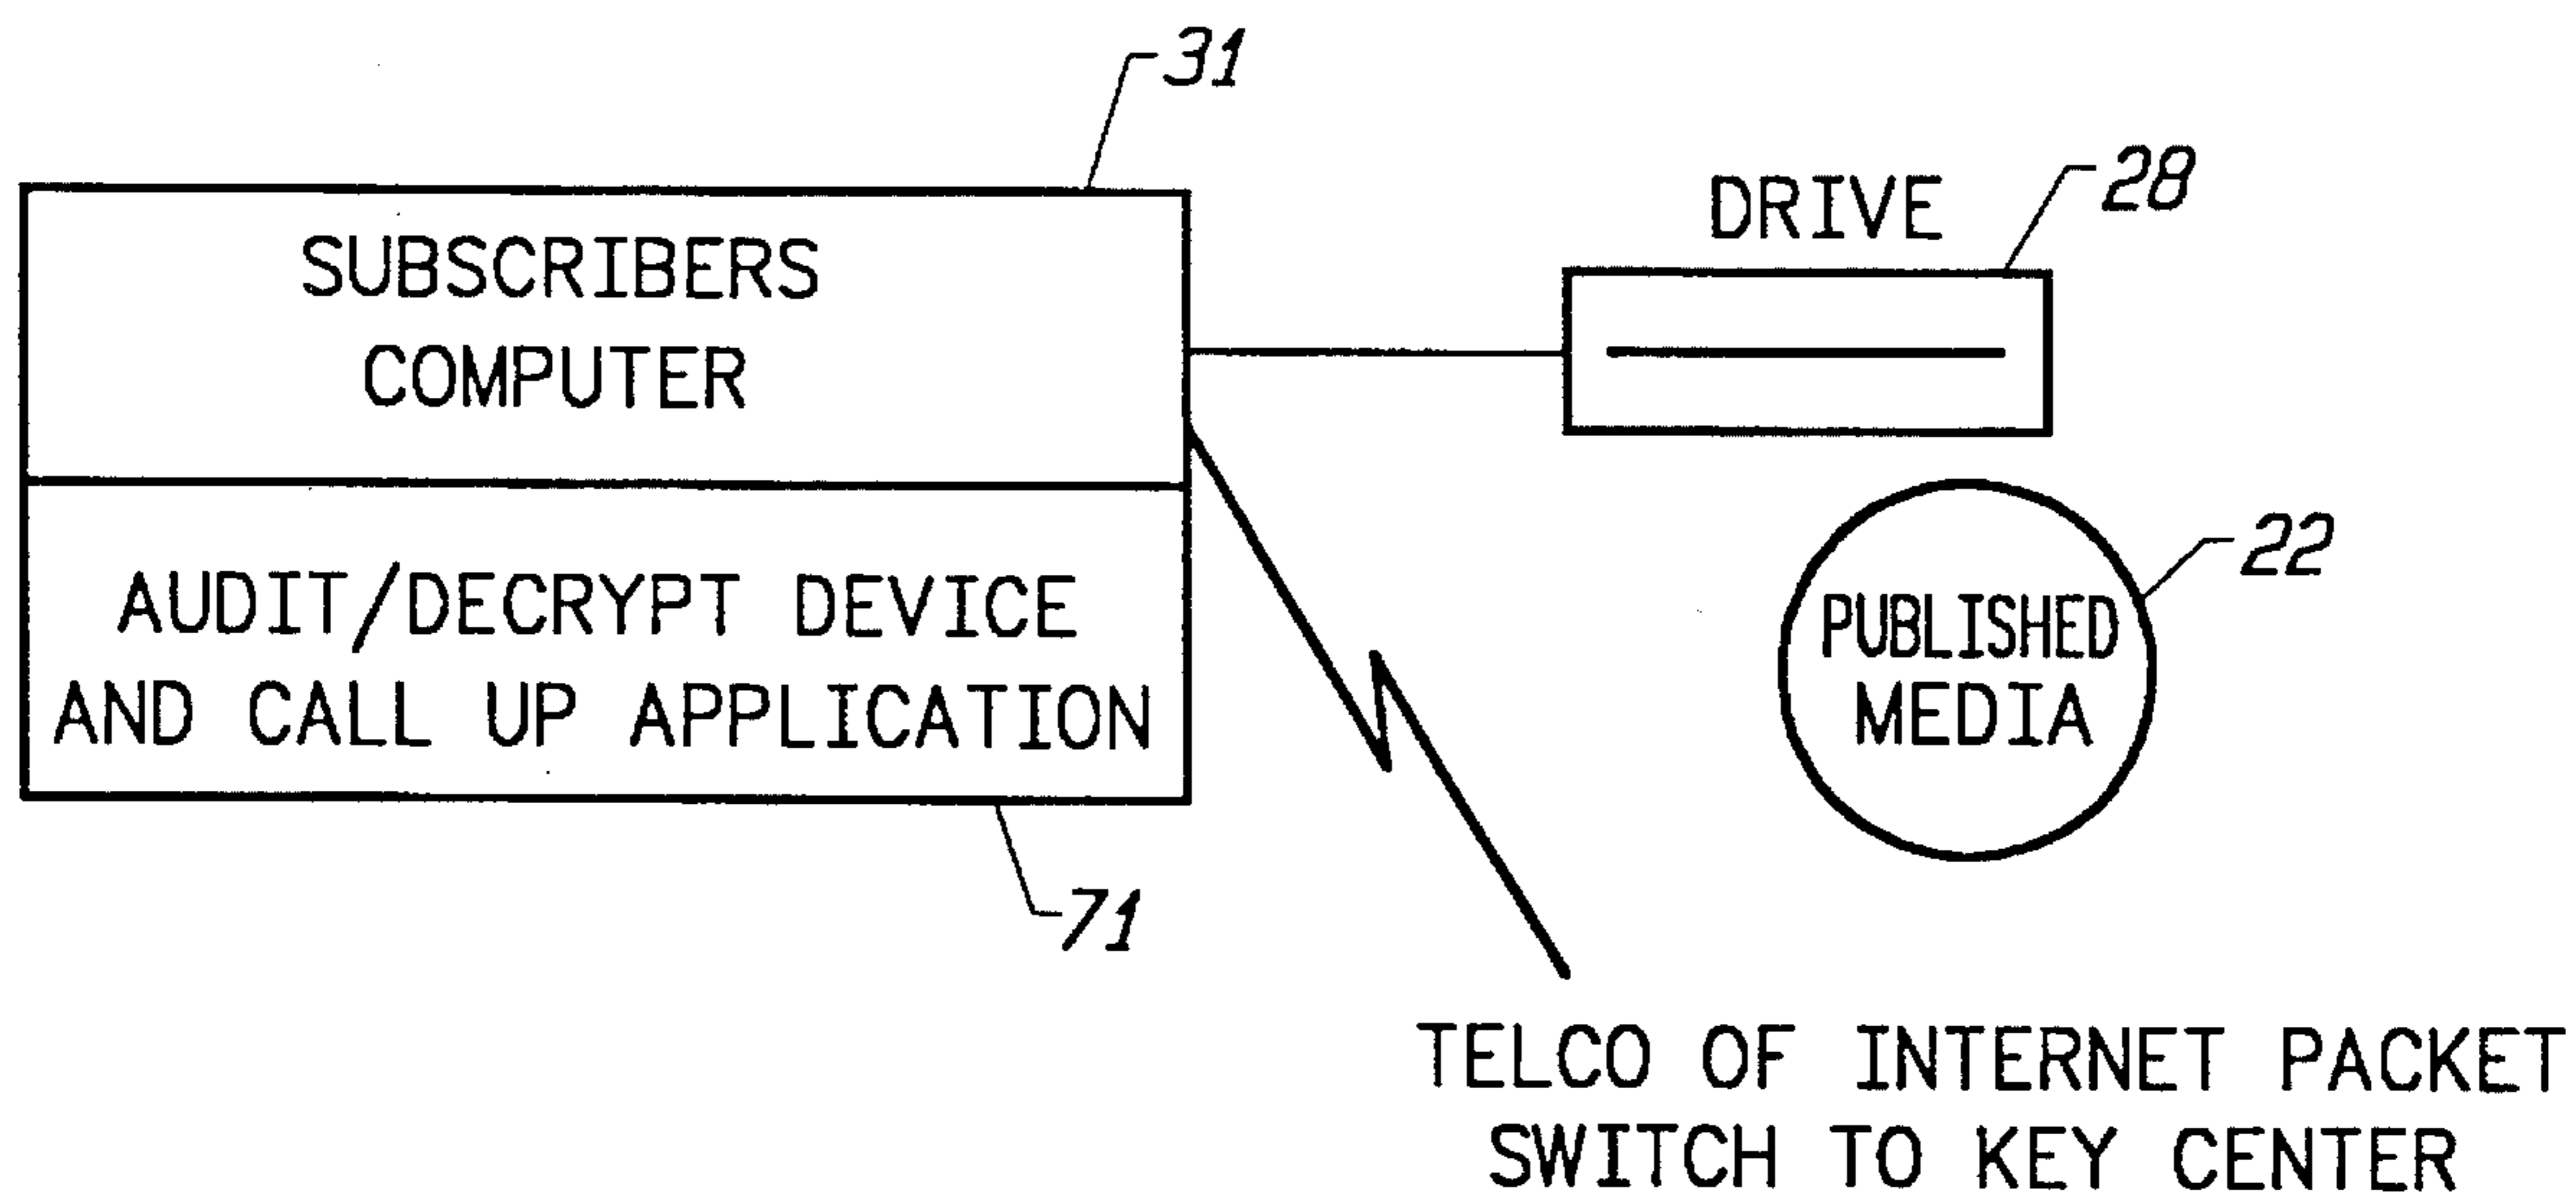 31
SUBSCRIBERS
COMPUTER
DRIVE
28
AUDIT/DECRYPT DEVICE
AND CALL UP APPLICATION
71
22
PUBLISHED
MEDIA
TELCO OF INTERNET PACKET
SWITCH TO KEY CENTER